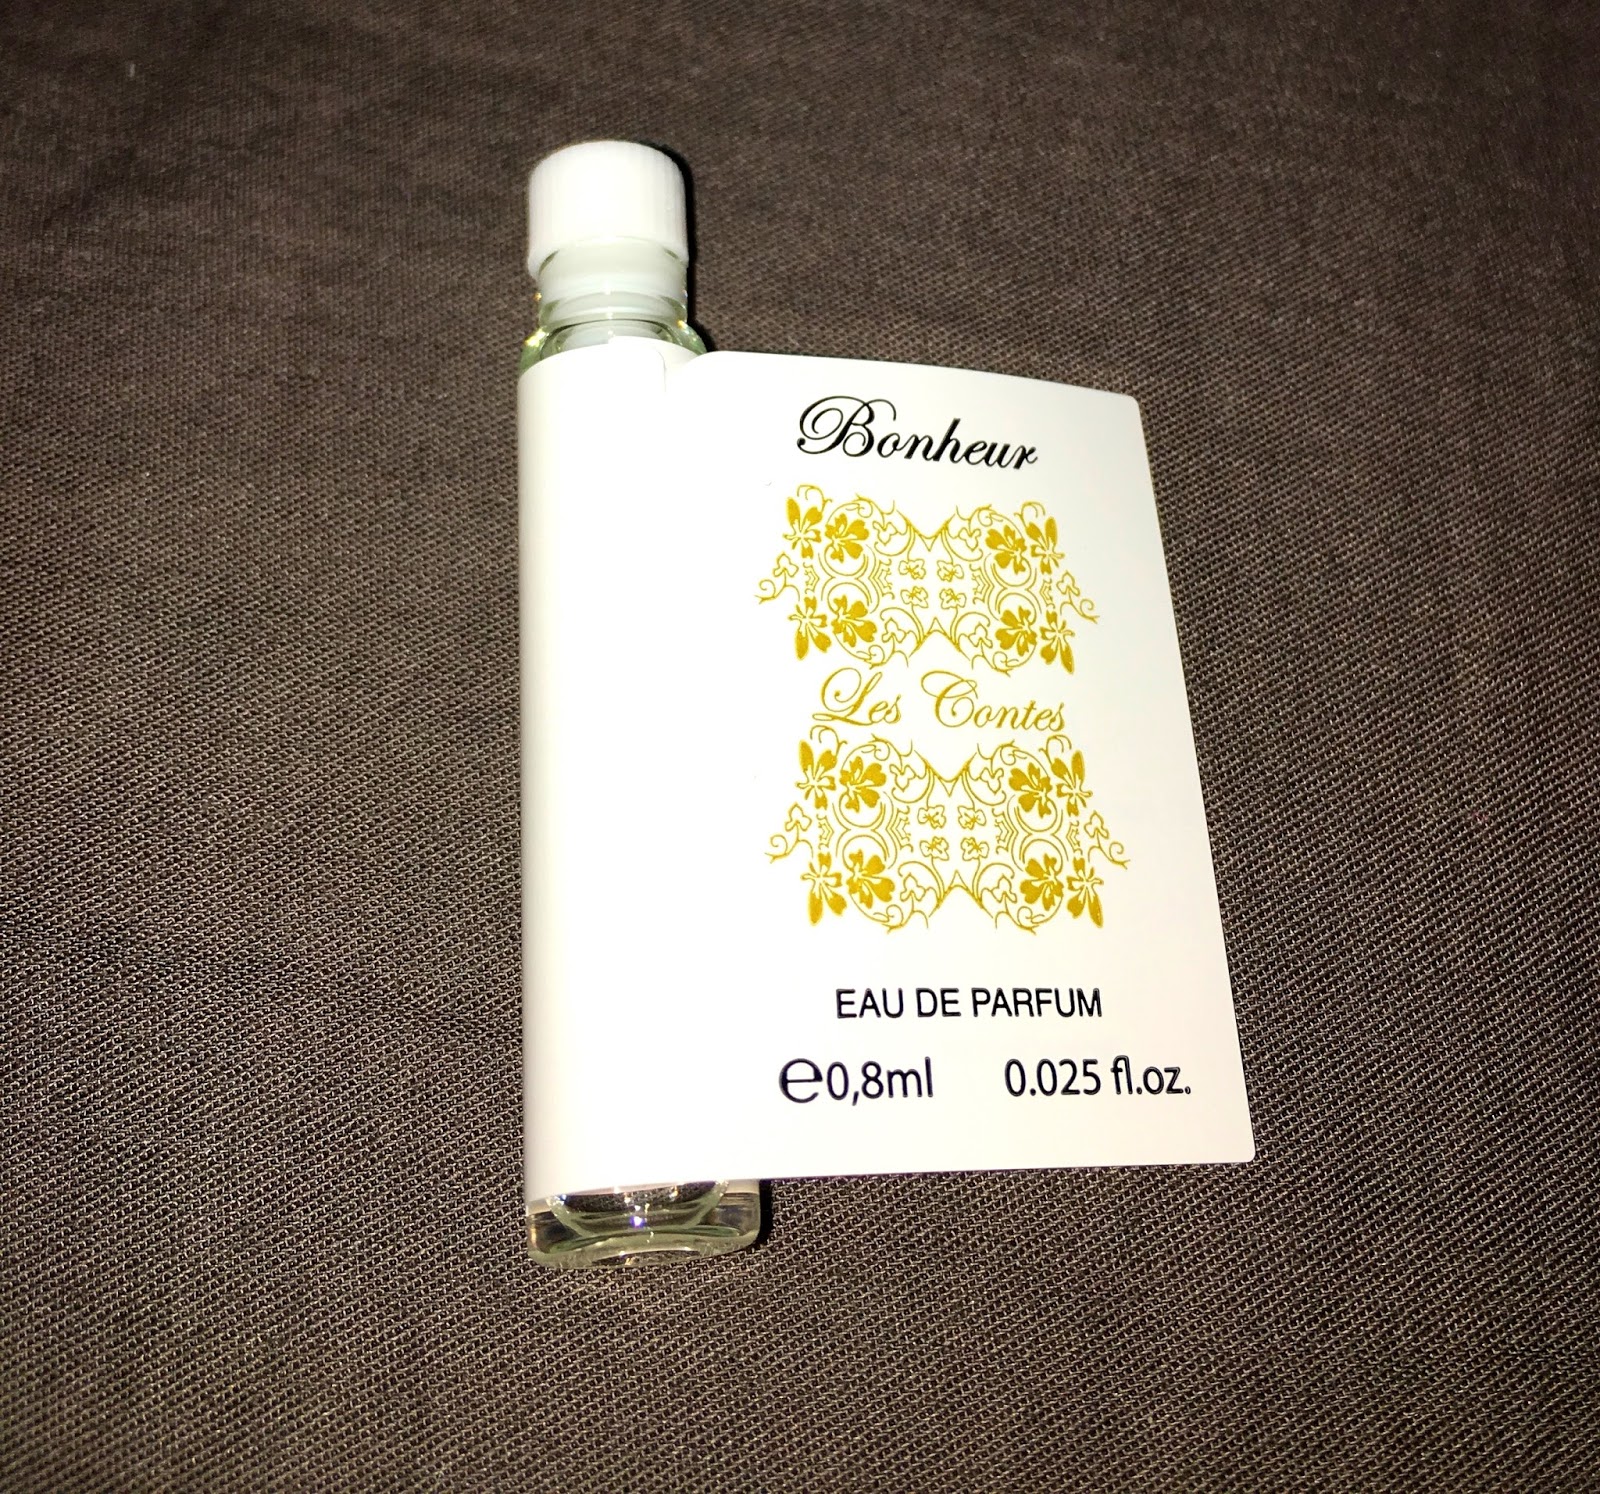 Bonheur
Les Contes
EAU DE PARFUM
℮0,8ml 0.025 fl.oz.